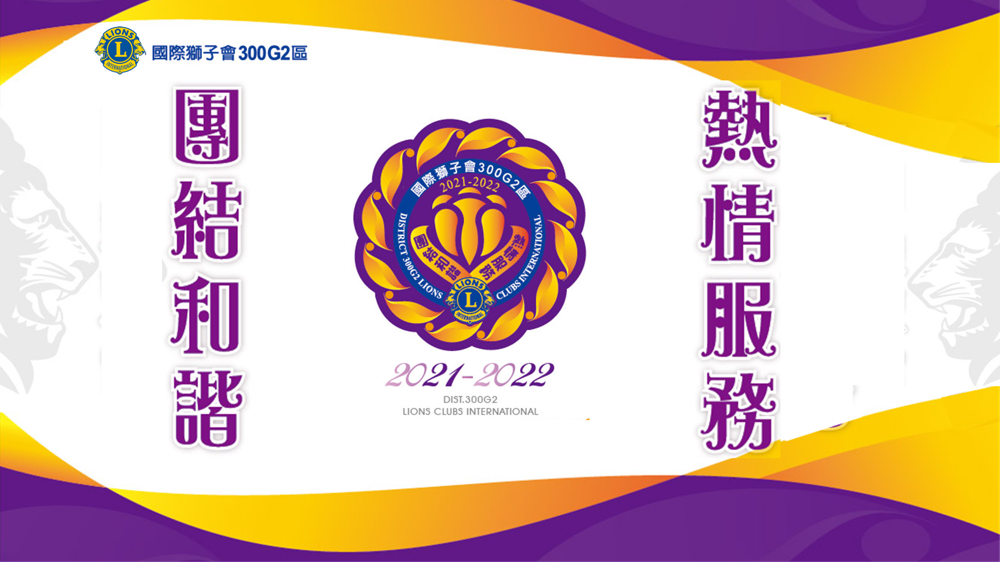 LIONS
L
INTERNATIONAL
®
國際獅子會300G2區
團結和諧
熱情服務
國際獅子會300G2區
2021-2022
DISTRICT 300G2 LIONS CLUBS INTERNATIONAL
團結和諧
熱情服務
LIONS
L
INTERNATIONAL
2021-2022
DIST.300G2
LIONS CLUBS INTERNATIONAL